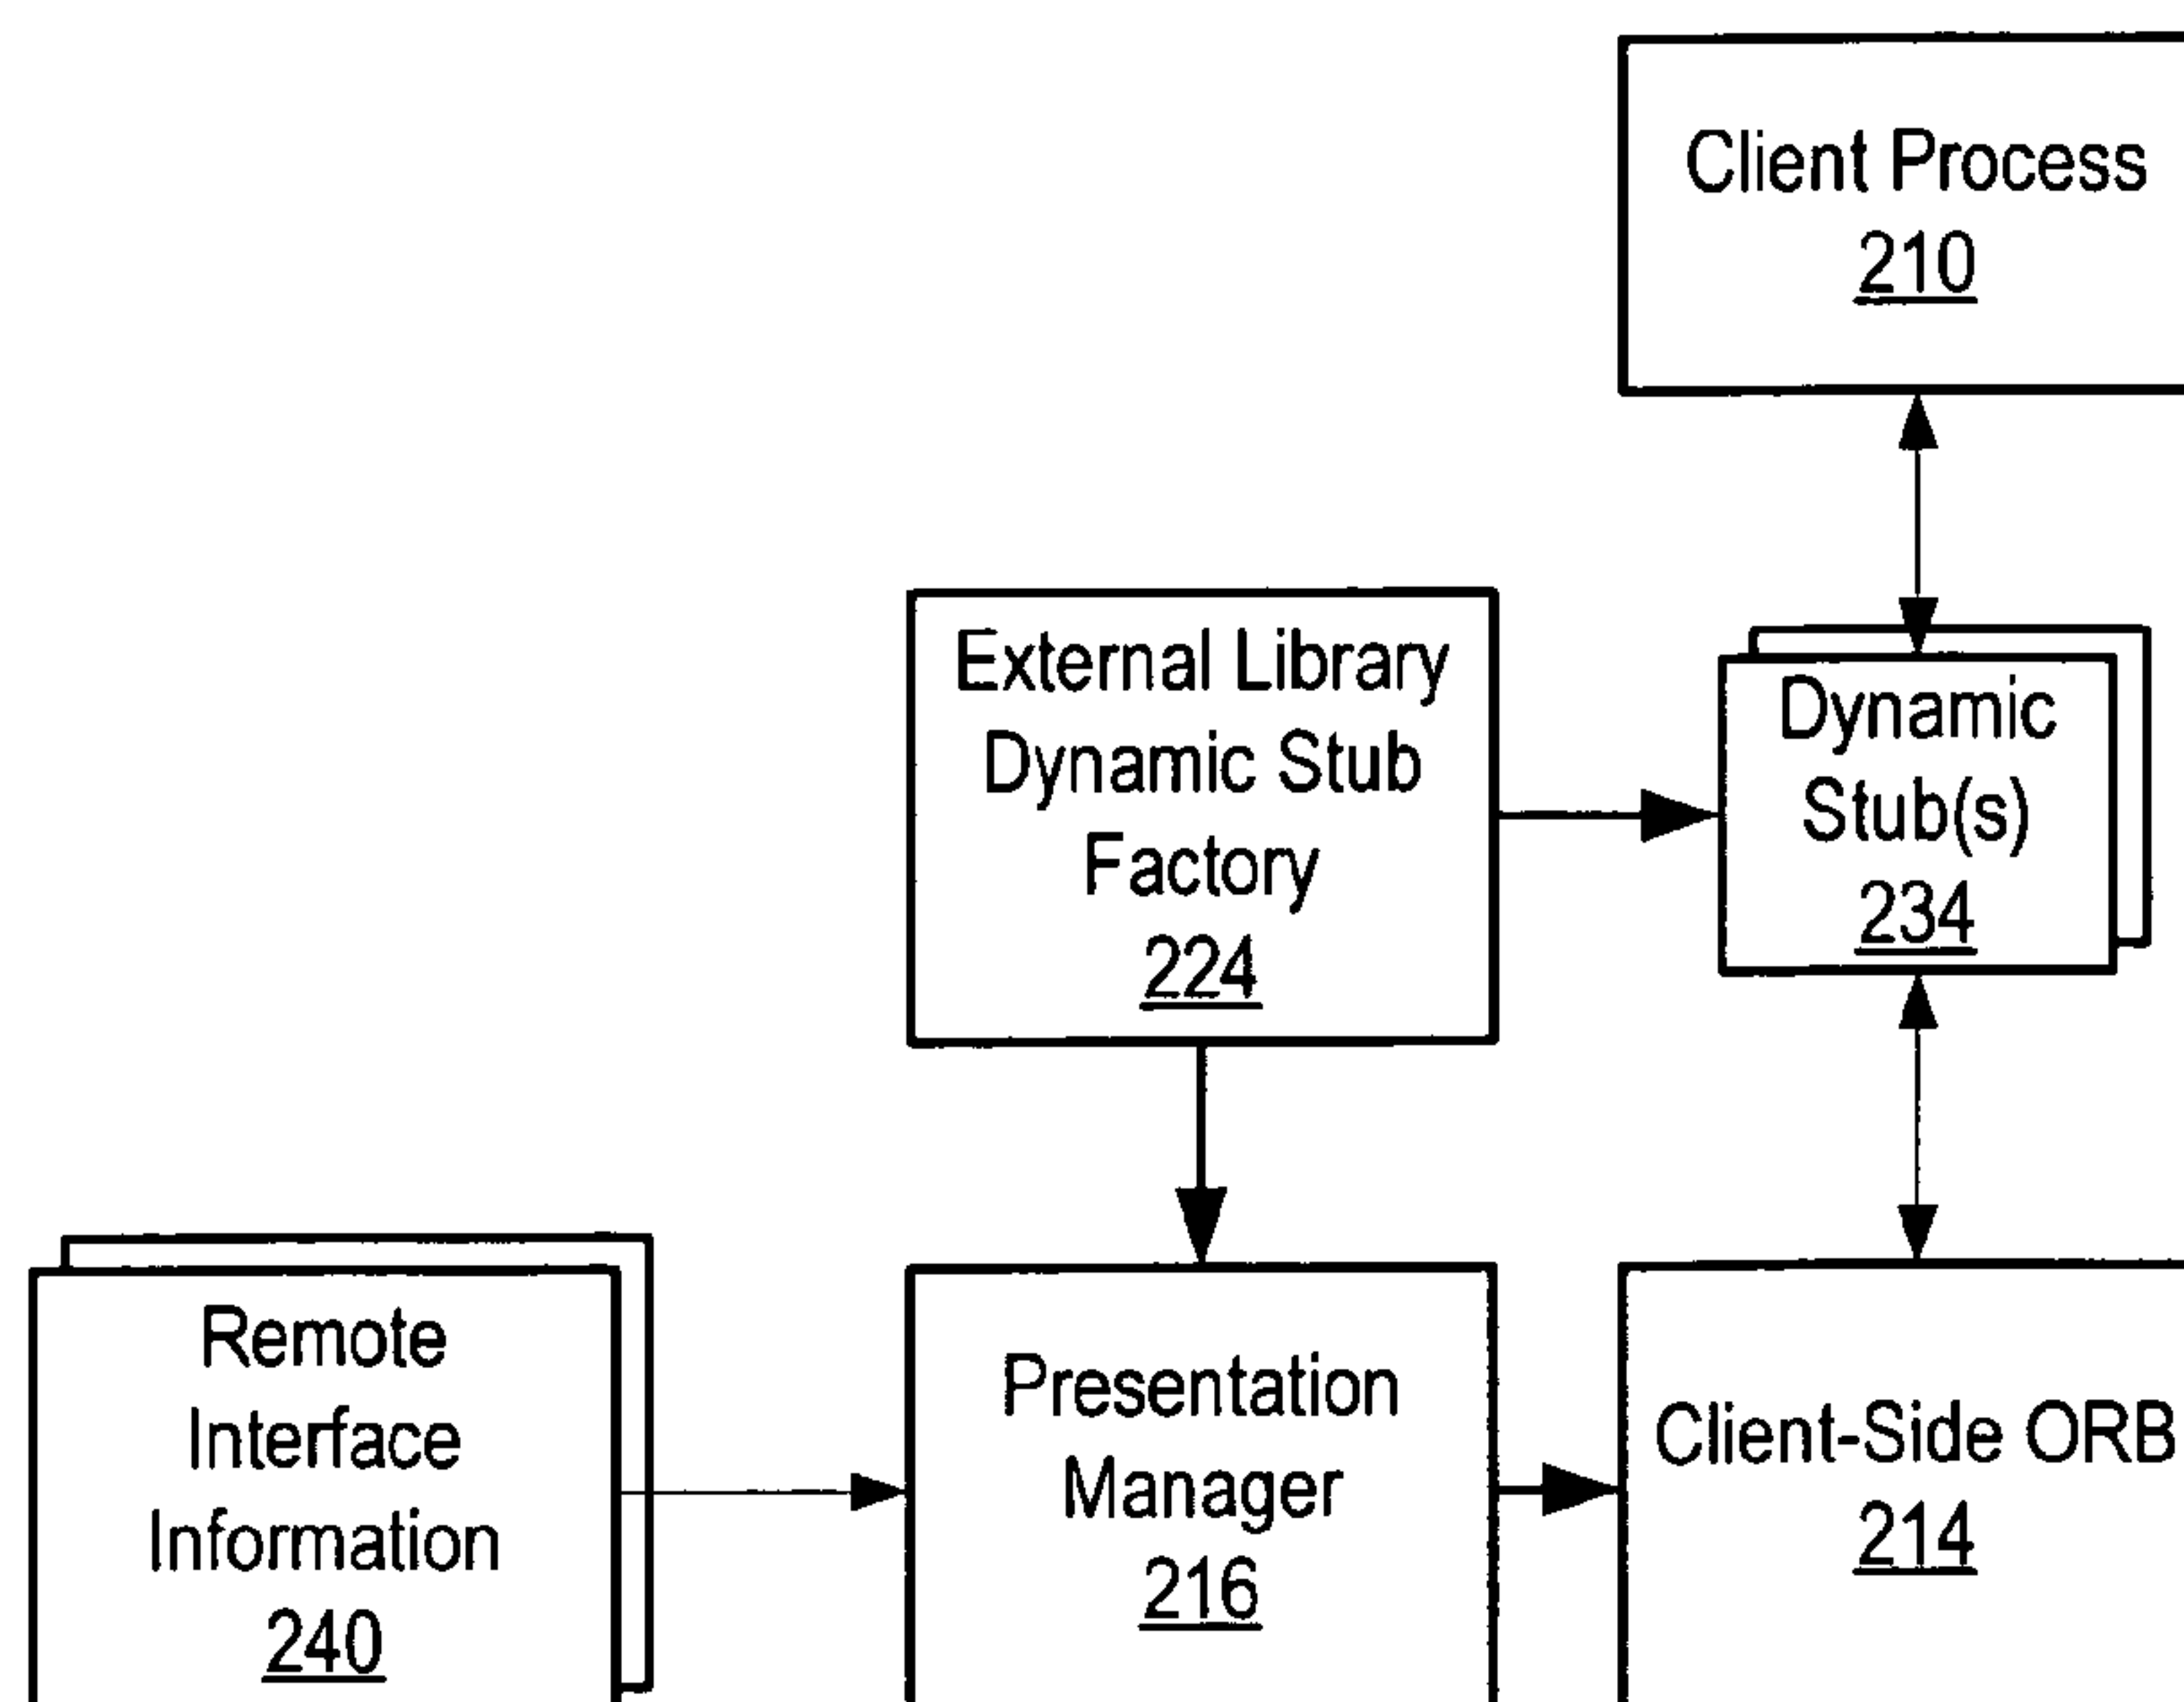 Client Process
210
External Library
Dynamic Stub
Factory
224
Dynamic
Stub(s)
234
Remote
Interface
Information
240
Presentation
Manager
216
Client-Side ORB
214